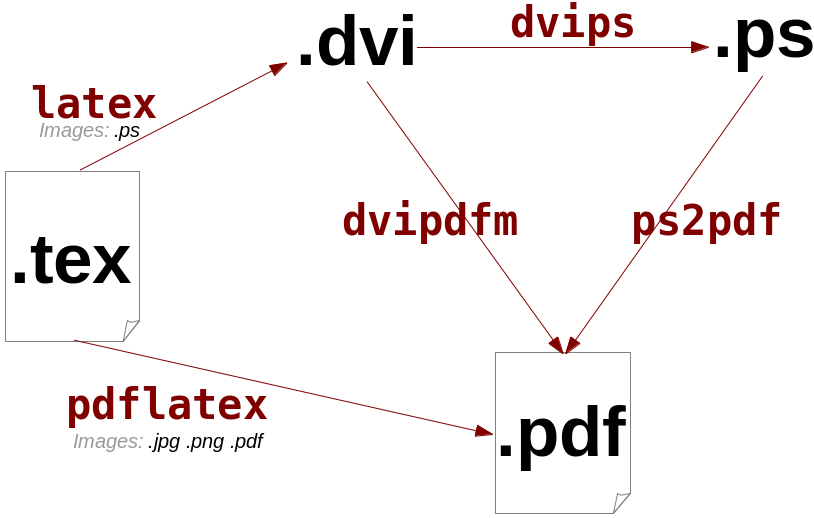 dvips
.dvi
.ps
latex
Images: .ps
dvipdfm
ps2pdf
.tex
pdflatex
Images: .jpg .png .pdf
.pdf